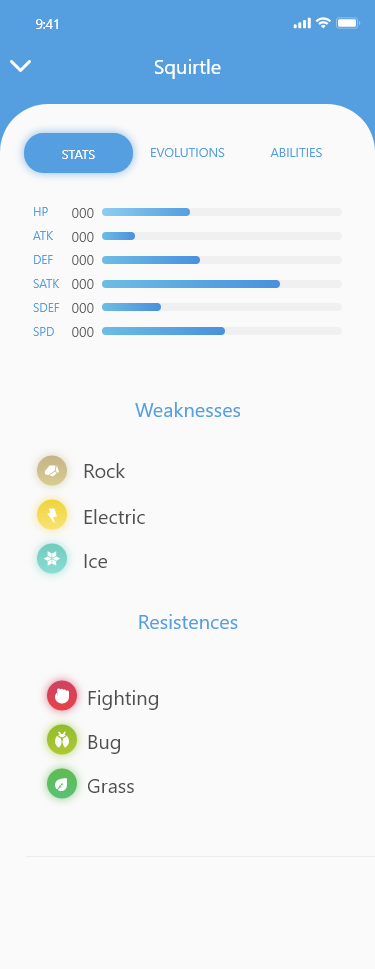 9:41
Squirtle
STATS EVOLUTIONS ABILITIES
HP 000
ATK 000
DEF 000
SATK 000
SDEF 000
SPD 000
Weaknesses
Rock
Electric
Ice
Resistences
Fighting
Bug
Grass